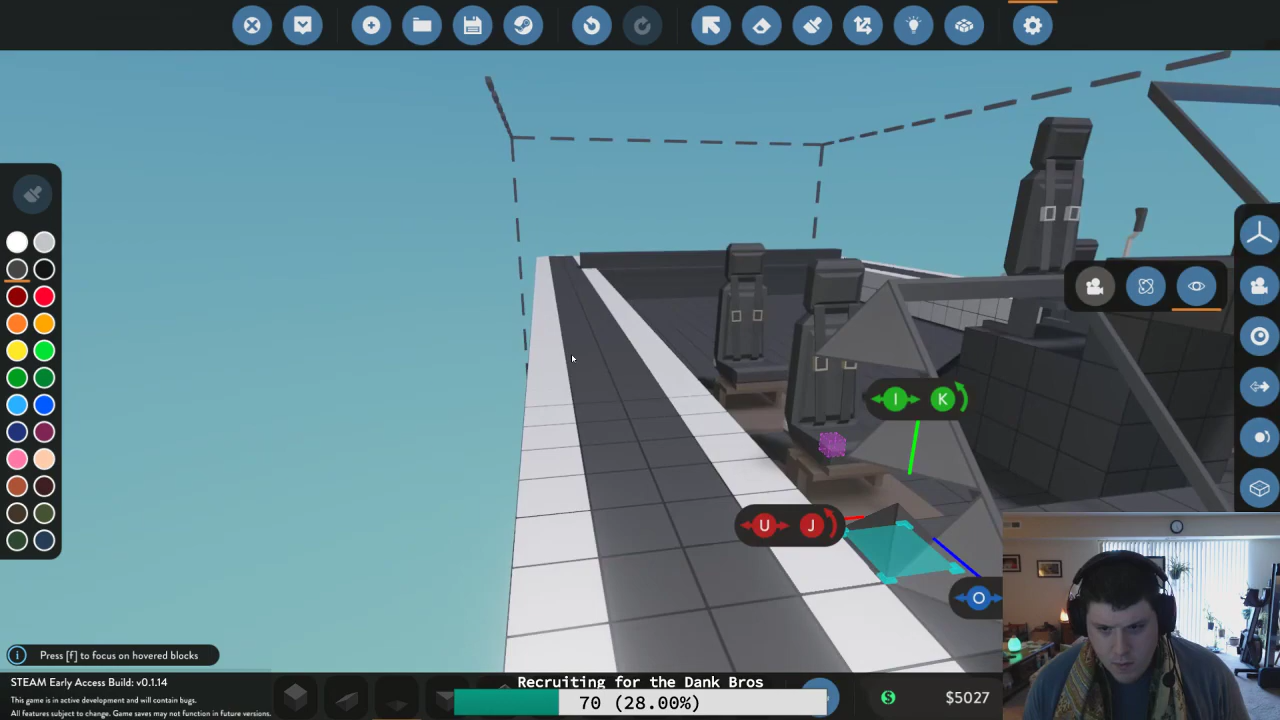 I K
U J
O
Press [f] to focus on hovered blocks
STEAM Early Access Build: v0.1.14
This game is in active development and will contain bugs.
All features subject to change. Game saves may not function in future versions.
Recruiting for the Dank Bros
70 (28.00%)
$ $5027